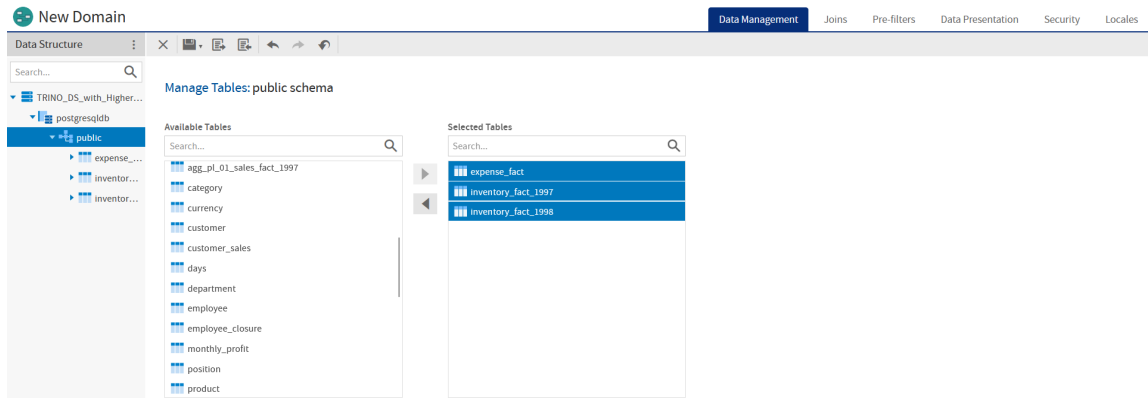 New Domain
Data Management
Joins
Pre-filters
Data Presentation
Security
Locales
Data Structure
Search...
TRINO_DS_with_Higher...
postgresqldb
public
expense_...
inventor...
inventor...
Manage Tables: public schema
Available Tables
Search...
agg_pl_01_sales_fact_1997
category
currency
customer
customer_sales
days
department
employee
employee_closure
monthly_profit
position
product
Selected Tables
Search...
expense_fact
inventory_fact_1997
inventory_fact_1998